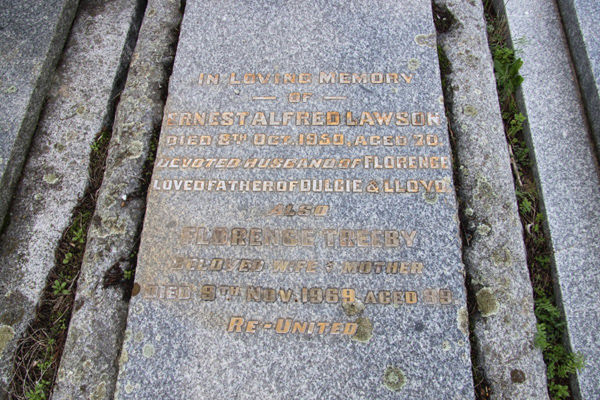 IN LOVING MEMORY
— OF —
ERNEST ALFRED LAWSON
DIED 8TH OCT. 1950, AGED 70
DEVOTED HUSBAND OF FLORENCE
LOVED FATHER OF DULCIE & LLOYD
ALSO
FLORENCE TREEBY
BELOVED WIFE & MOTHER
DIED 9TH NOV. 1969, AGED
RE-UNITED